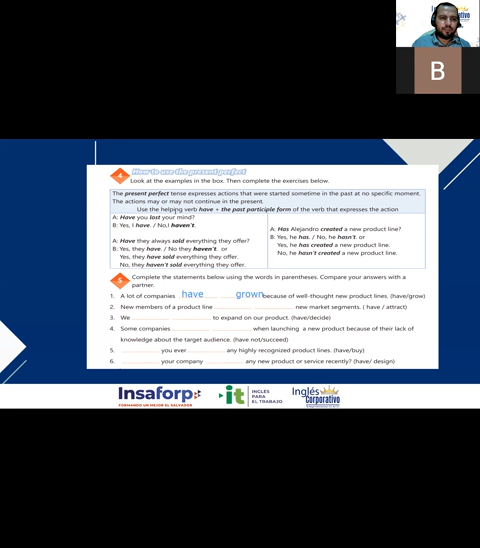 B
4
How to use the present perfect
Look at the examples in the box. Then complete the exercises below.
The present perfect tense expresses actions that were started sometime in the past at no specific moment.
The actions may or may not continue in the present.
Use the helping verb have + the past participle form of the verb that expresses the action
A: Have you lost your mind?
B: Yes, I have. / No,I haven't.
A: Have they always sold everything they offer?
B: Yes, they have. / No they haven't. or
Yes, they have sold everything they offer.
No, they haven't sold everything they offer.
A: Has Alejandro created a new product line?
B: Yes, he has. / No, he hasn't. or
Yes, he has created a new product line.
No, he hasn't created a new product line.
5
Complete the statements below using the words in parentheses. Compare your answers with a
partner.
1. A lot of companies have grown because of well-thought new product lines. (have/grow)
2. New members of a product line new market segments. ( have / attract)
3. We to expand on our product. (have/decide)
4. Some companies when launching a new product because of their lack of
knowledge about the target audience. (have not/succeed)
5. you ever any highly recognized product lines. (have/buy)
6. your company any new product or service recently? (have/ design)
Insaforp
FORMANDO UN MEJOR EL SALVADOR
it
INGLÉS
PARA
EL TRABAJO
Inglés
Corporativo